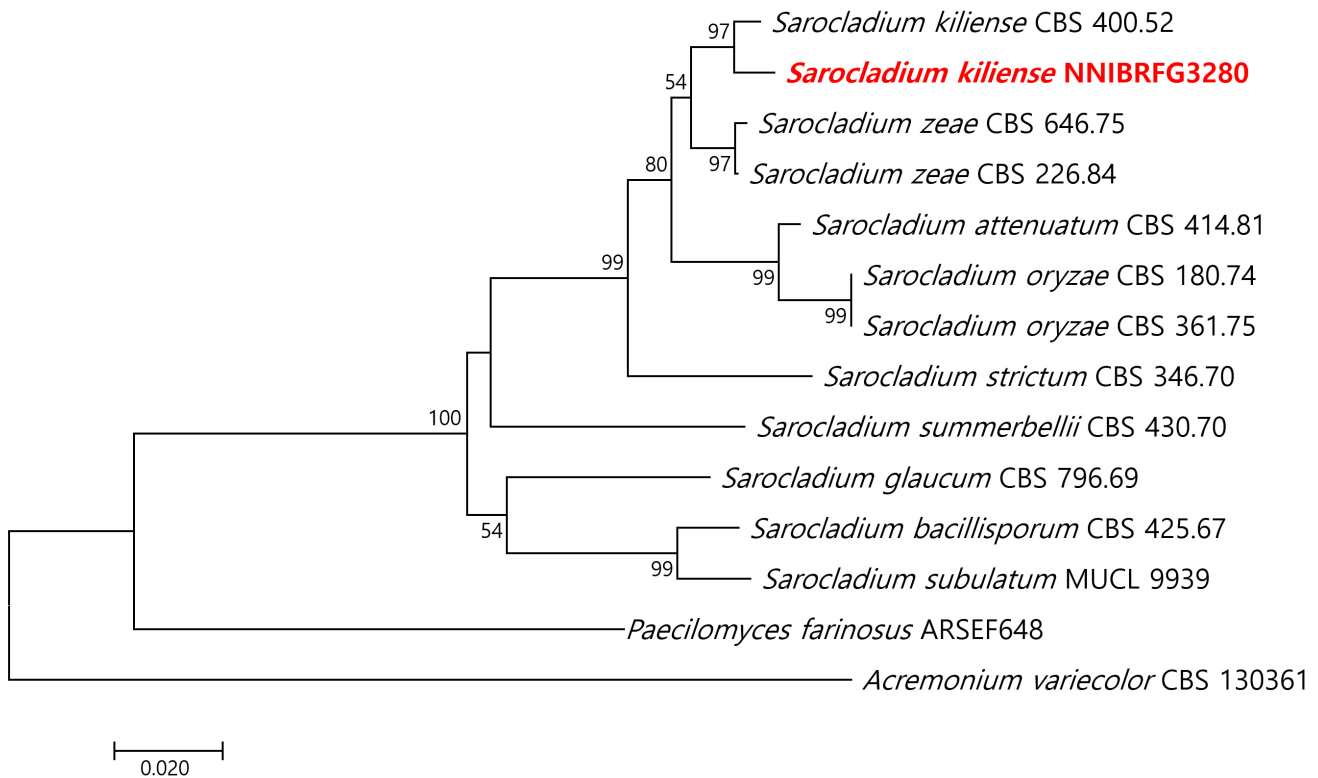 97
Sarocladium kiliense CBS 400.52
Sarocladium kiliense NNIBRFG3280
54
Sarocladium zeae CBS 646.75
97
80
Sarocladium zeae CBS 226.84
Sarocladium attenuatum CBS 414.81
99
99
Sarocladium oryzae CBS 180.74
99
Sarocladium oryzae CBS 361.75
Sarocladium strictum CBS 346.70
100
Sarocladium summerbellii CBS 430.70
Sarocladium glaucum CBS 796.69
54
Sarocladium bacillisporum CBS 425.67
99
Sarocladium subulatum MUCL 9939
Paecilomyces farinosus ARSEF648
Acremonium variecolor CBS 130361
0.020